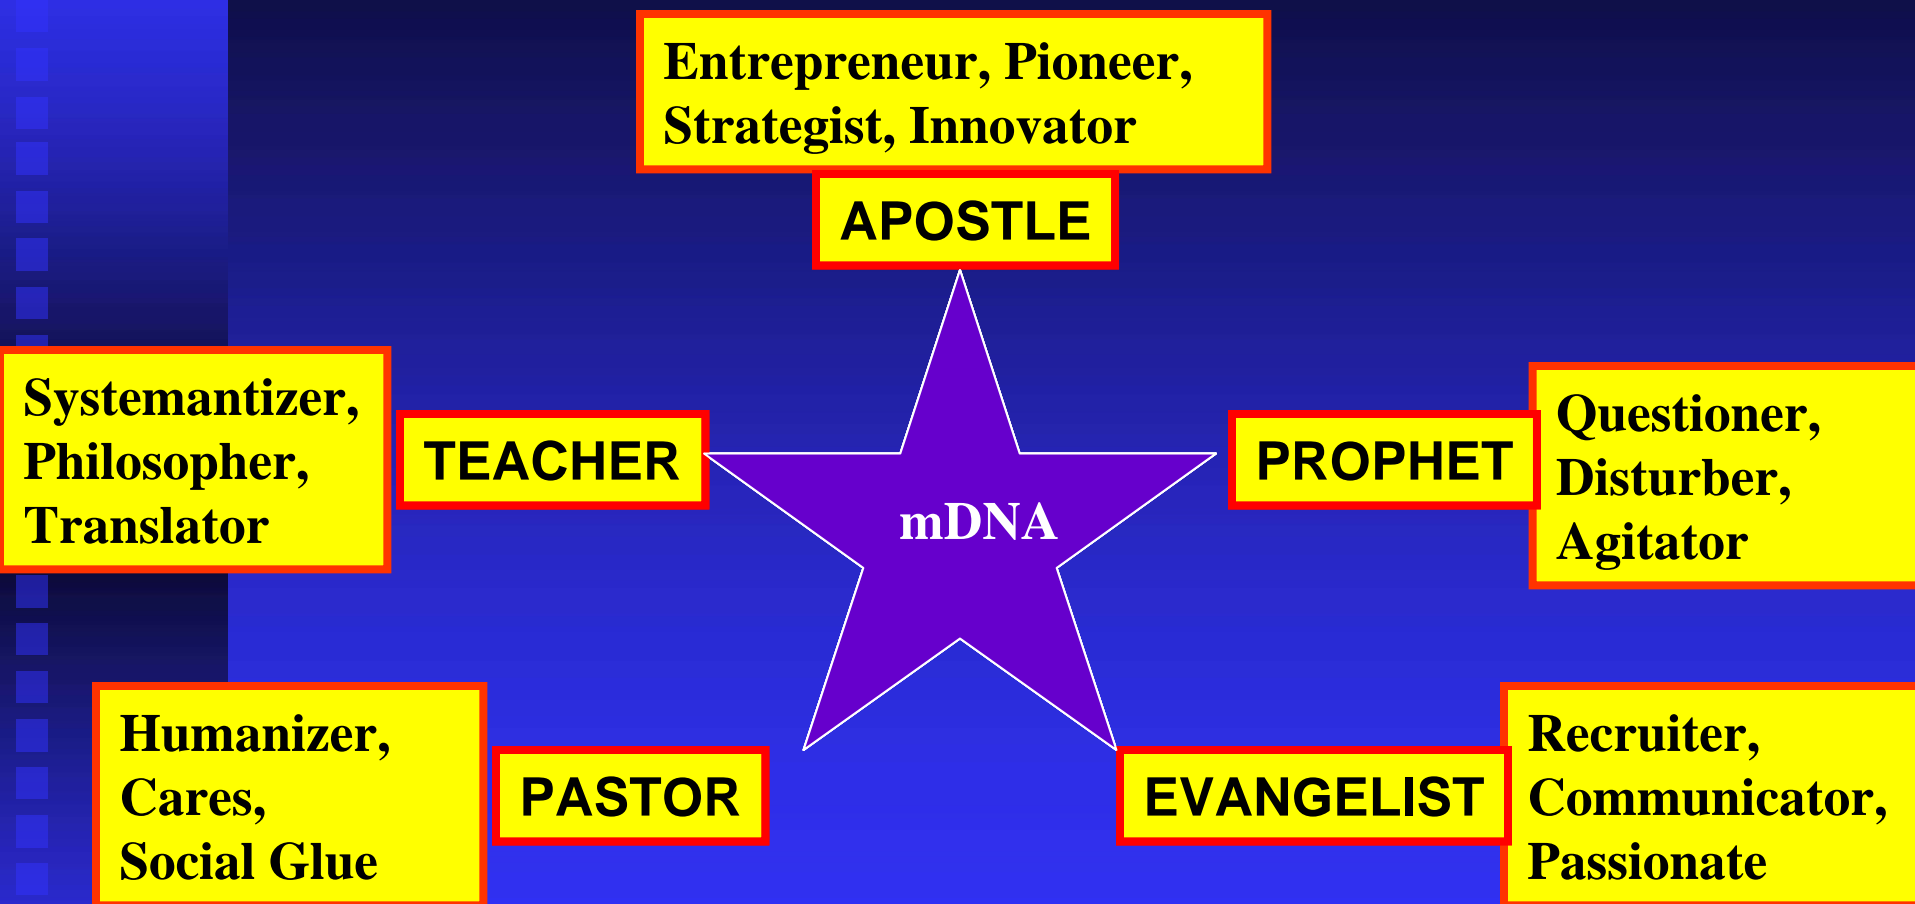 Entrepreneur, Pioneer,
Strategist, Innovator
APOSTLE
Systemantizer,
Philosopher,
Translator
TEACHER
mDNA
PROPHET
Questioner,
Disturber,
Agitator
Humanizer,
Cares,
Social Glue
PASTOR
EVANGELIST
Recruiter,
Communicator,
Passionate